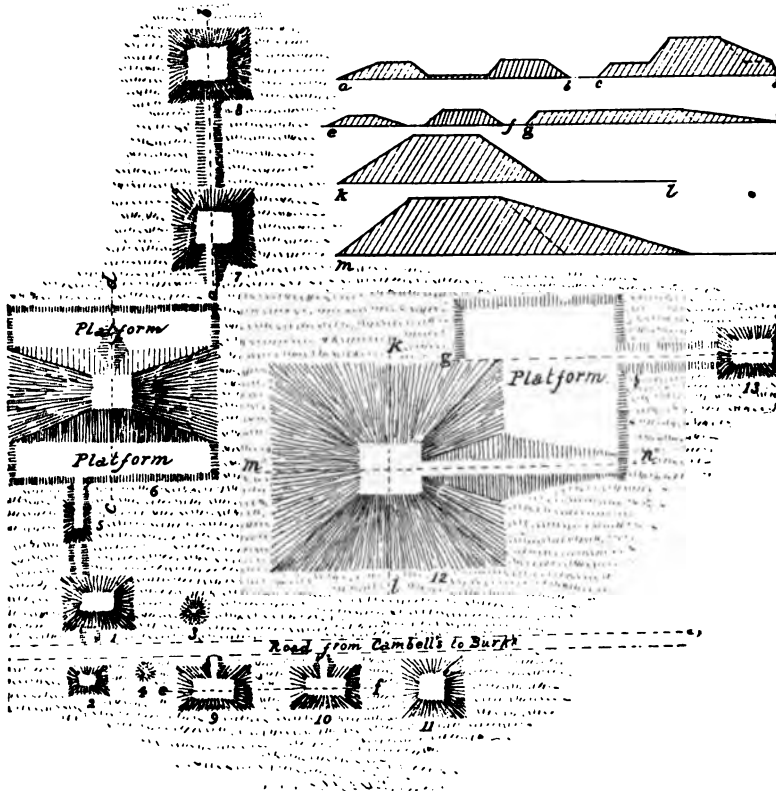 b
a b c d
8
e f g
k l
m
7
d a
Platform
k
g
Platform
13
m n
Platform
6
5 c
l 12
1 3
Road from Cambells to Burk
2 4 e 9 10 f 11